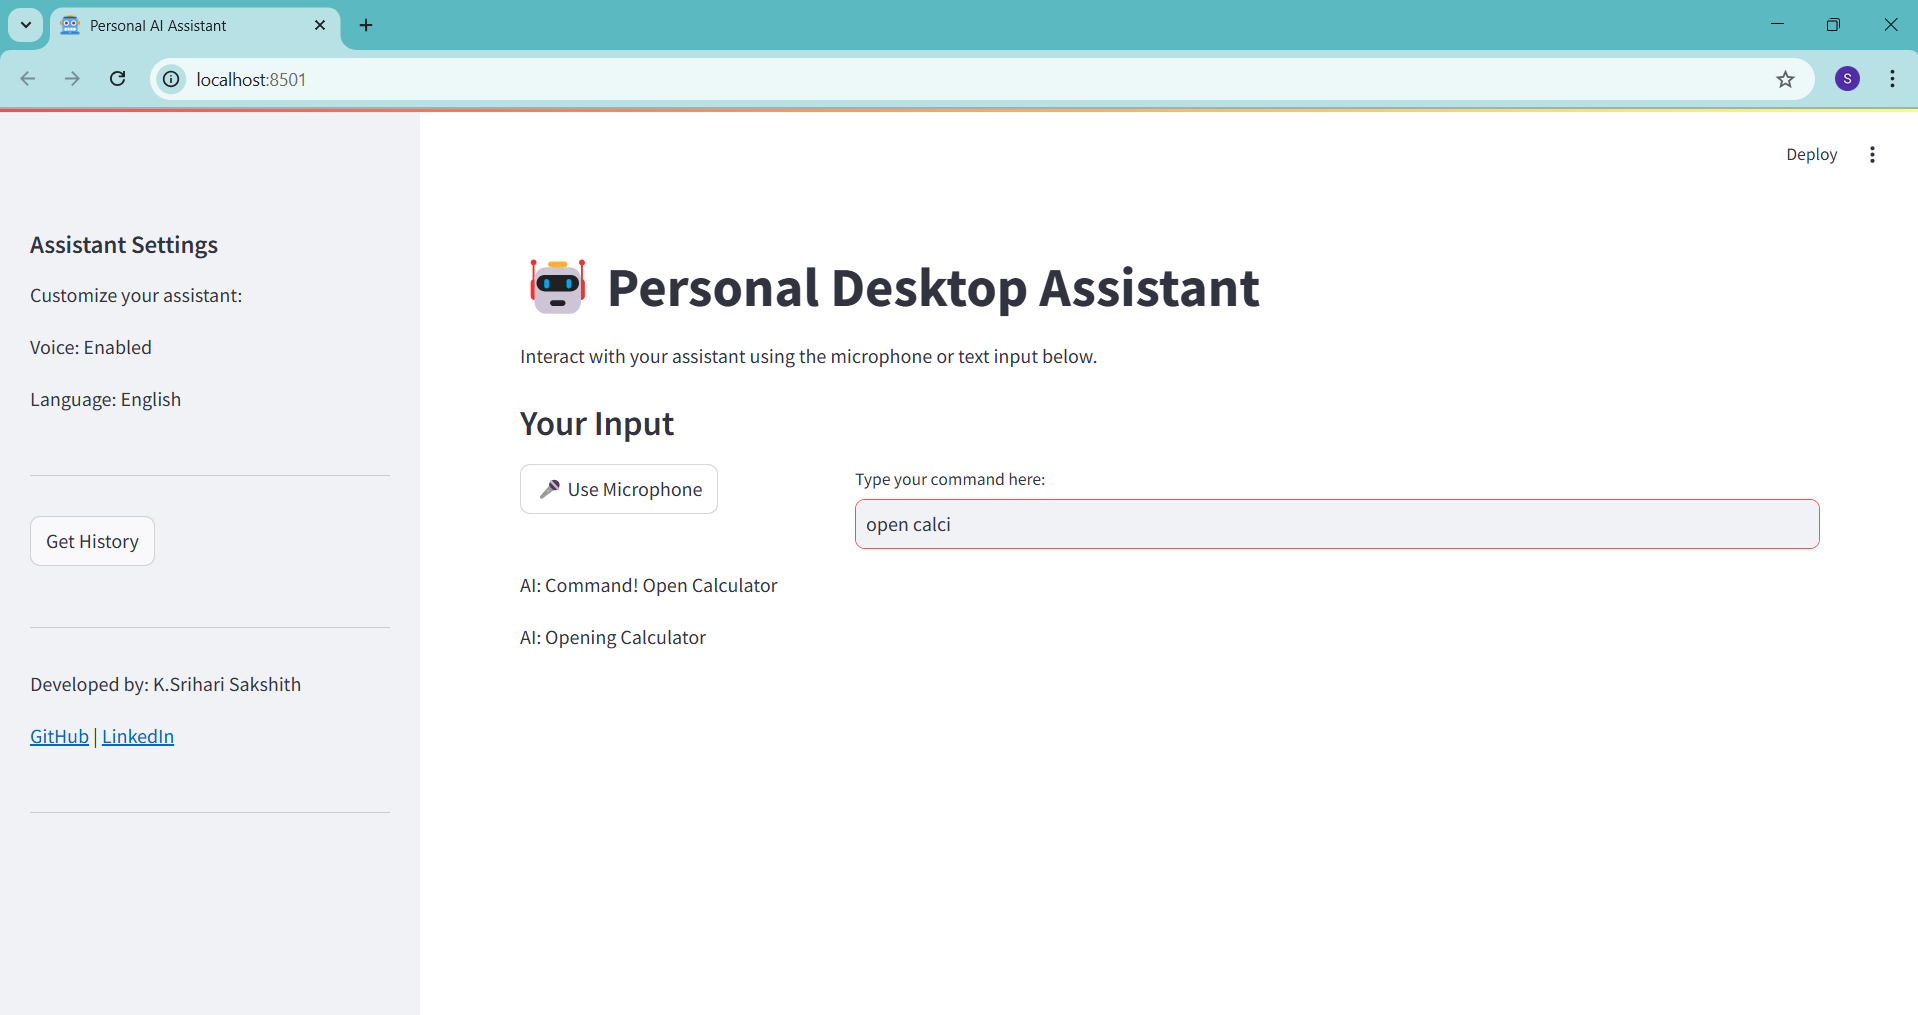 Personal AI Assistant
localhost:8501
S
Deploy
Assistant Settings
Customize your assistant:
Voice: Enabled
Language: English
Get History
Developed by: K.Srihari Sakshith
GitHub | LinkedIn
Personal Desktop Assistant
Interact with your assistant using the microphone or text input below.
Your Input
Use Microphone
Type your command here:
open calci
AI: Command! Open Calculator
AI: Opening Calculator